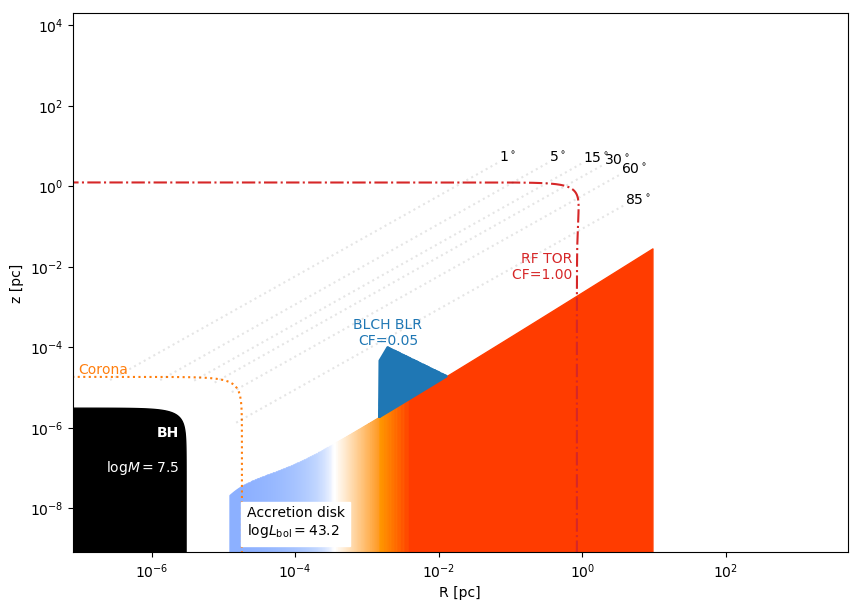 10^4
10^2
10^0
10^-2
10^-4
10^-6
10^-8
z [pc]
1°
5°
15°
30°
60°
85°
RF TOR
CF=1.00
BLCH BLR
CF=0.05
Corona
BH
logM = 7.5
Accretion disk
logL_bol = 43.2
10^-6
10^-4
10^-2
10^0
10^2
R [pc]